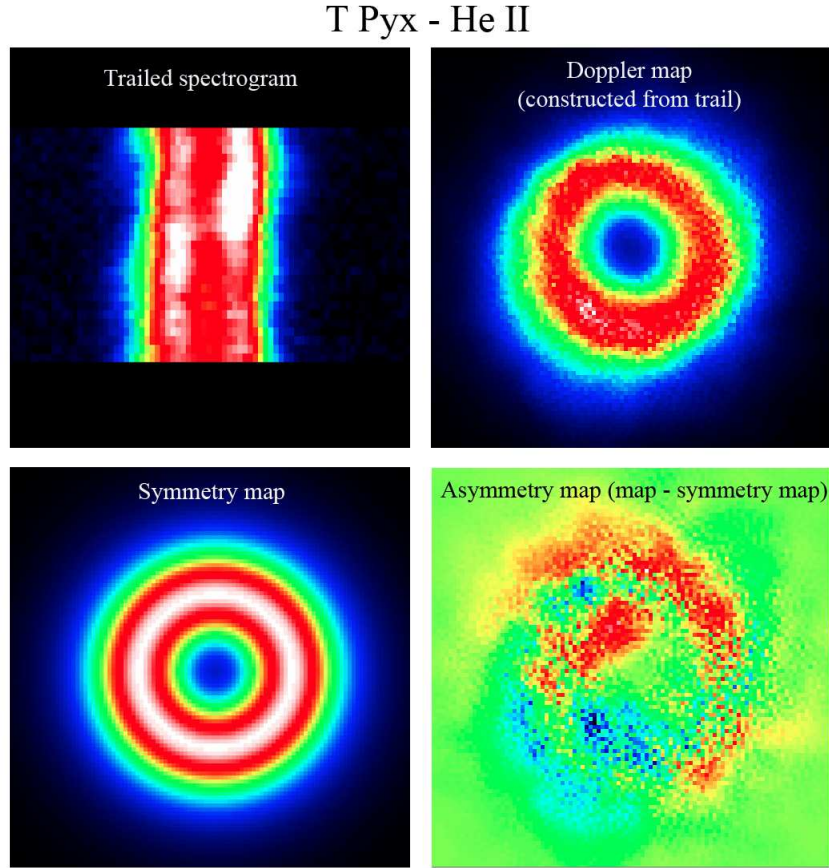 T Pyx - He II
Trailed spectrogram
Doppler map
(constructed from trail)
Symmetry map
Asymmetry map (map - symmetry map)